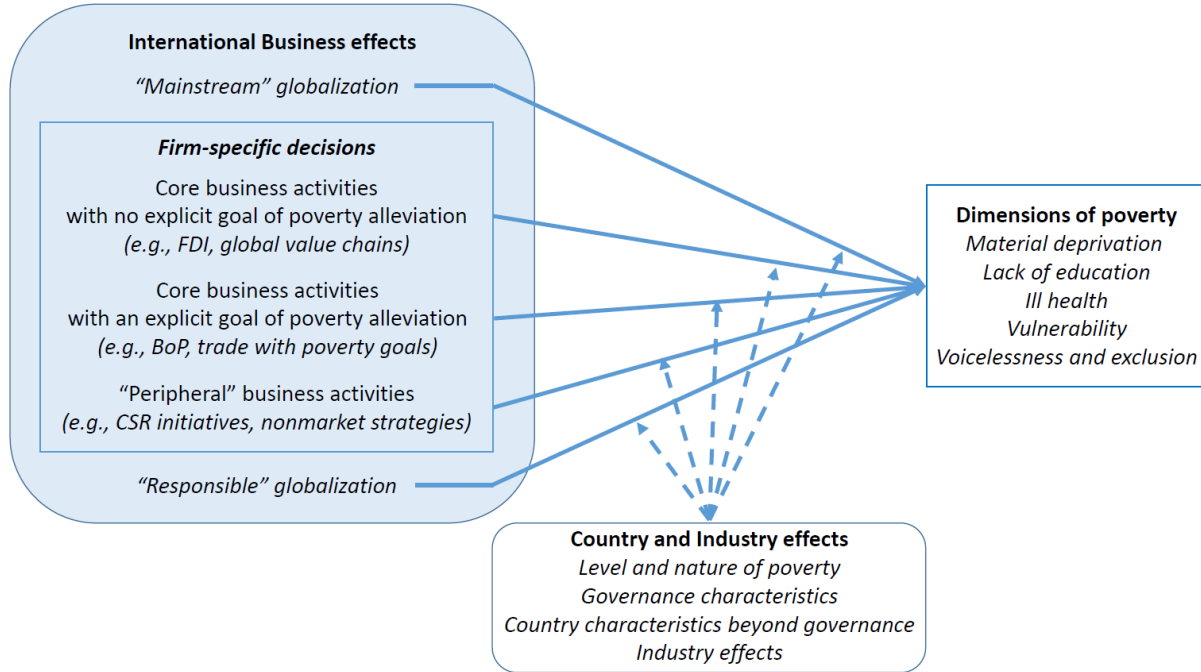 International Business effects
“Mainstream” globalization
Firm-specific decisions
Core business activities
with no explicit goal of poverty alleviation
(e.g., FDI, global value chains)
Core business activities
with an explicit goal of poverty alleviation
(e.g., BoP, trade with poverty goals)
“Peripheral” business activities
(e.g., CSR initiatives, nonmarket strategies)
“Responsible” globalization
Dimensions of poverty
Material deprivation
Lack of education
Ill health
Vulnerability
Voicelessness and exclusion
Country and Industry effects
Level and nature of poverty
Governance characteristics
Country characteristics beyond governance
Industry effects